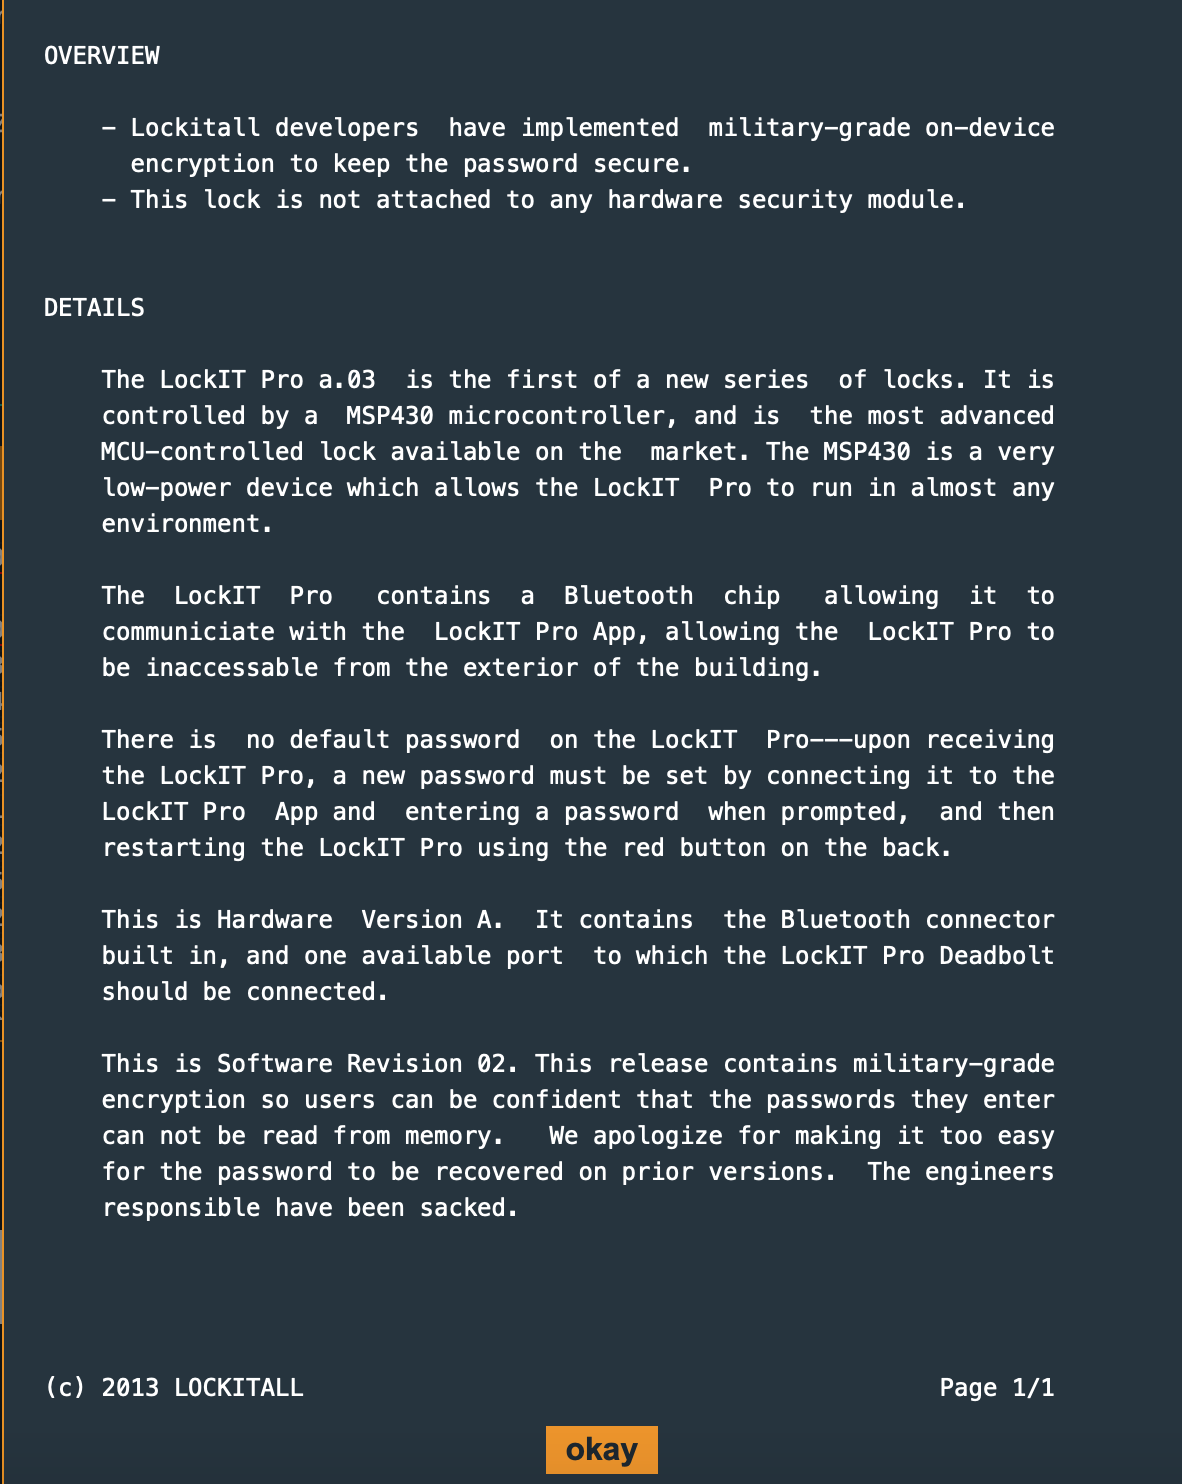 OVERVIEW
- Lockitall developers  have implemented  military-grade on-device
encryption to keep the password secure.
- This lock is not attached to any hardware security module.
DETAILS
The LockIT Pro a.03  is the first of a new series  of locks. It is
controlled by a  MSP430 microcontroller, and is  the most advanced
MCU-controlled lock available on the  market. The MSP430 is a very
low-power device which allows the LockIT  Pro to run in almost any
environment.
The  LockIT  Pro   contains  a  Bluetooth  chip   allowing  it  to
communiciate with the  LockIT Pro App, allowing the  LockIT Pro to
be inaccessable from the exterior of the building.
There is  no default password  on the LockIT  Pro---upon receiving
the LockIT Pro, a new password must be set by connecting it to the
LockIT Pro  App and  entering a password  when prompted,  and then
restarting the LockIT Pro using the red button on the back.
This is Hardware  Version A.  It contains  the Bluetooth connector
built in, and one available port  to which the LockIT Pro Deadbolt
should be connected.
This is Software Revision 02. This release contains military-grade
encryption so users can be confident that the passwords they enter
can not be read from memory.   We apologize for making it too easy
for the password to be recovered on prior versions.  The engineers
responsible have been sacked.
(c) 2013 LOCKITALL                                            Page 1/1
okay